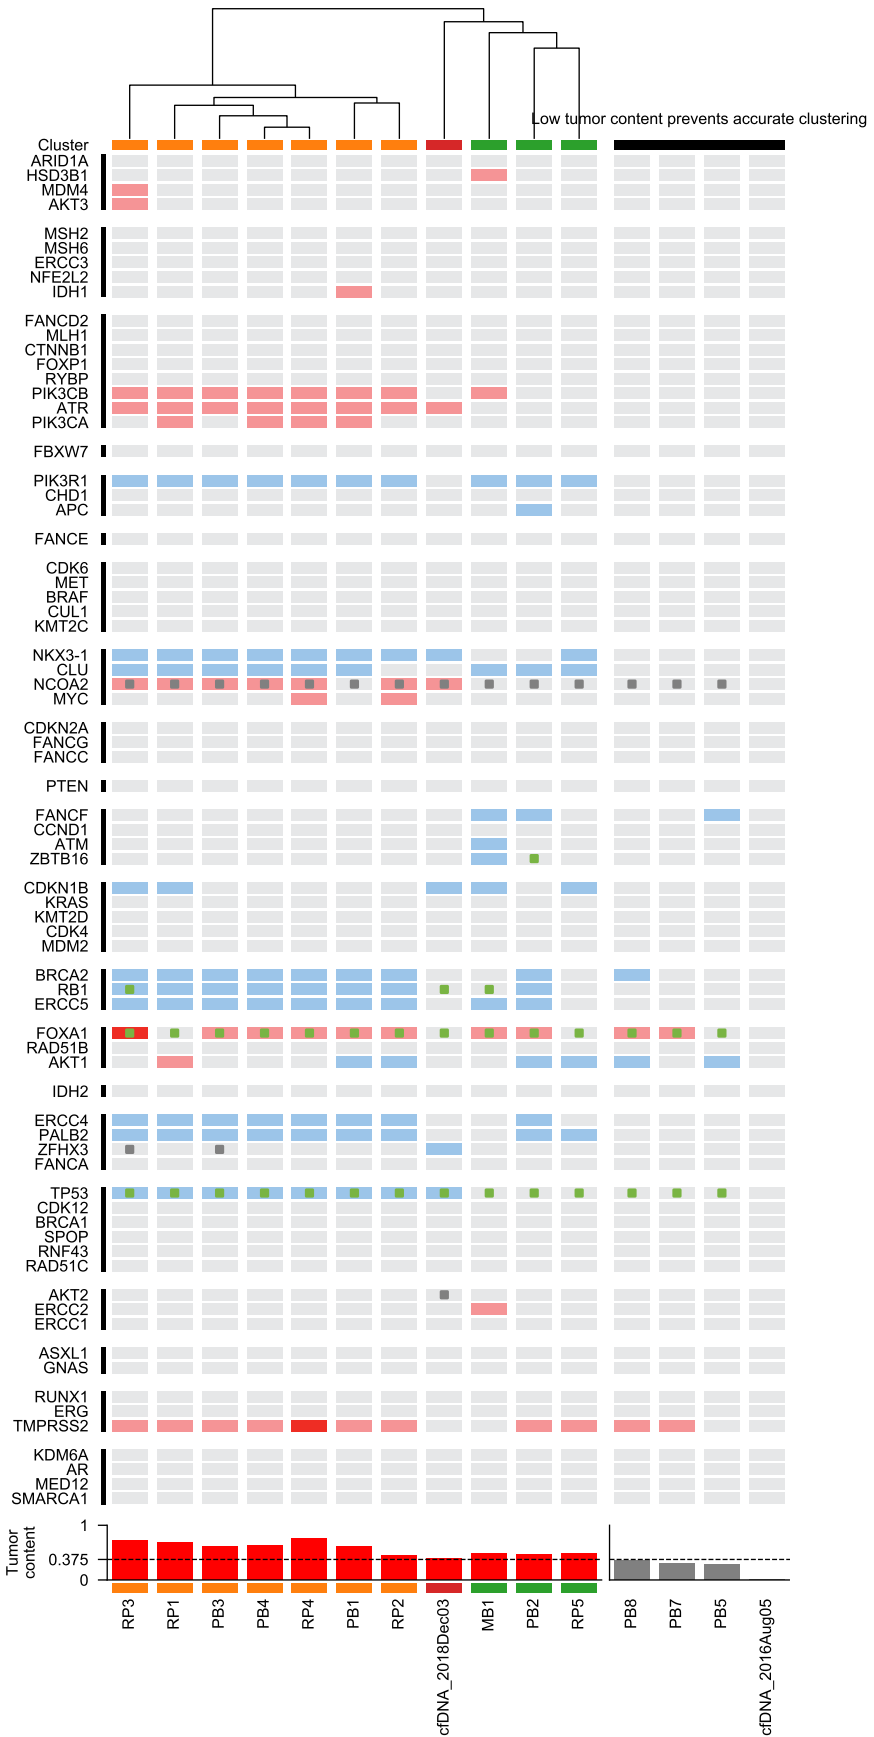 Low tumor content prevents accurate clustering
Cluster
ARID1A
HSD3B1
MDM4
AKT3
MSH2
MSH6
ERCC3
NFE2L2
IDH1
FANCD2
MLH1
CTNNB1
FOXP1
RYBP
PIK3CB
ATR
PIK3CA
FBXW7
PIK3R1
CHD1
APC
FANCE
CDK6
MET
BRAF
CUL1
KMT2C
NKX3-1
CLU
NCOA2
MYC
CDKN2A
FANCG
FANCC
PTEN
FANCF
CCND1
ATM
ZBTB16
CDKN1B
KRAS
KMT2D
CDK4
MDM2
BRCA2
RB1
ERCC5
FOXA1
RAD51B
AKT1
IDH2
ERCC4
PALB2
ZFHX3
FANCA
TP53
CDK12
BRCA1
SPOP
RNF43
RAD51C
AKT2
ERCC2
ERCC1
ASXL1
GNAS
RUNX1
ERG
TMPRSS2
KDM6A
AR
MED12
SMARCA1
Tumor
content
1
0.375
0
RP3
RP1
PB3
PB4
RP4
PB1
RP2
cfDNA_2018Dec03
MB1
PB2
RP5
PB8
PB7
PB5
cfDNA_2016Aug05